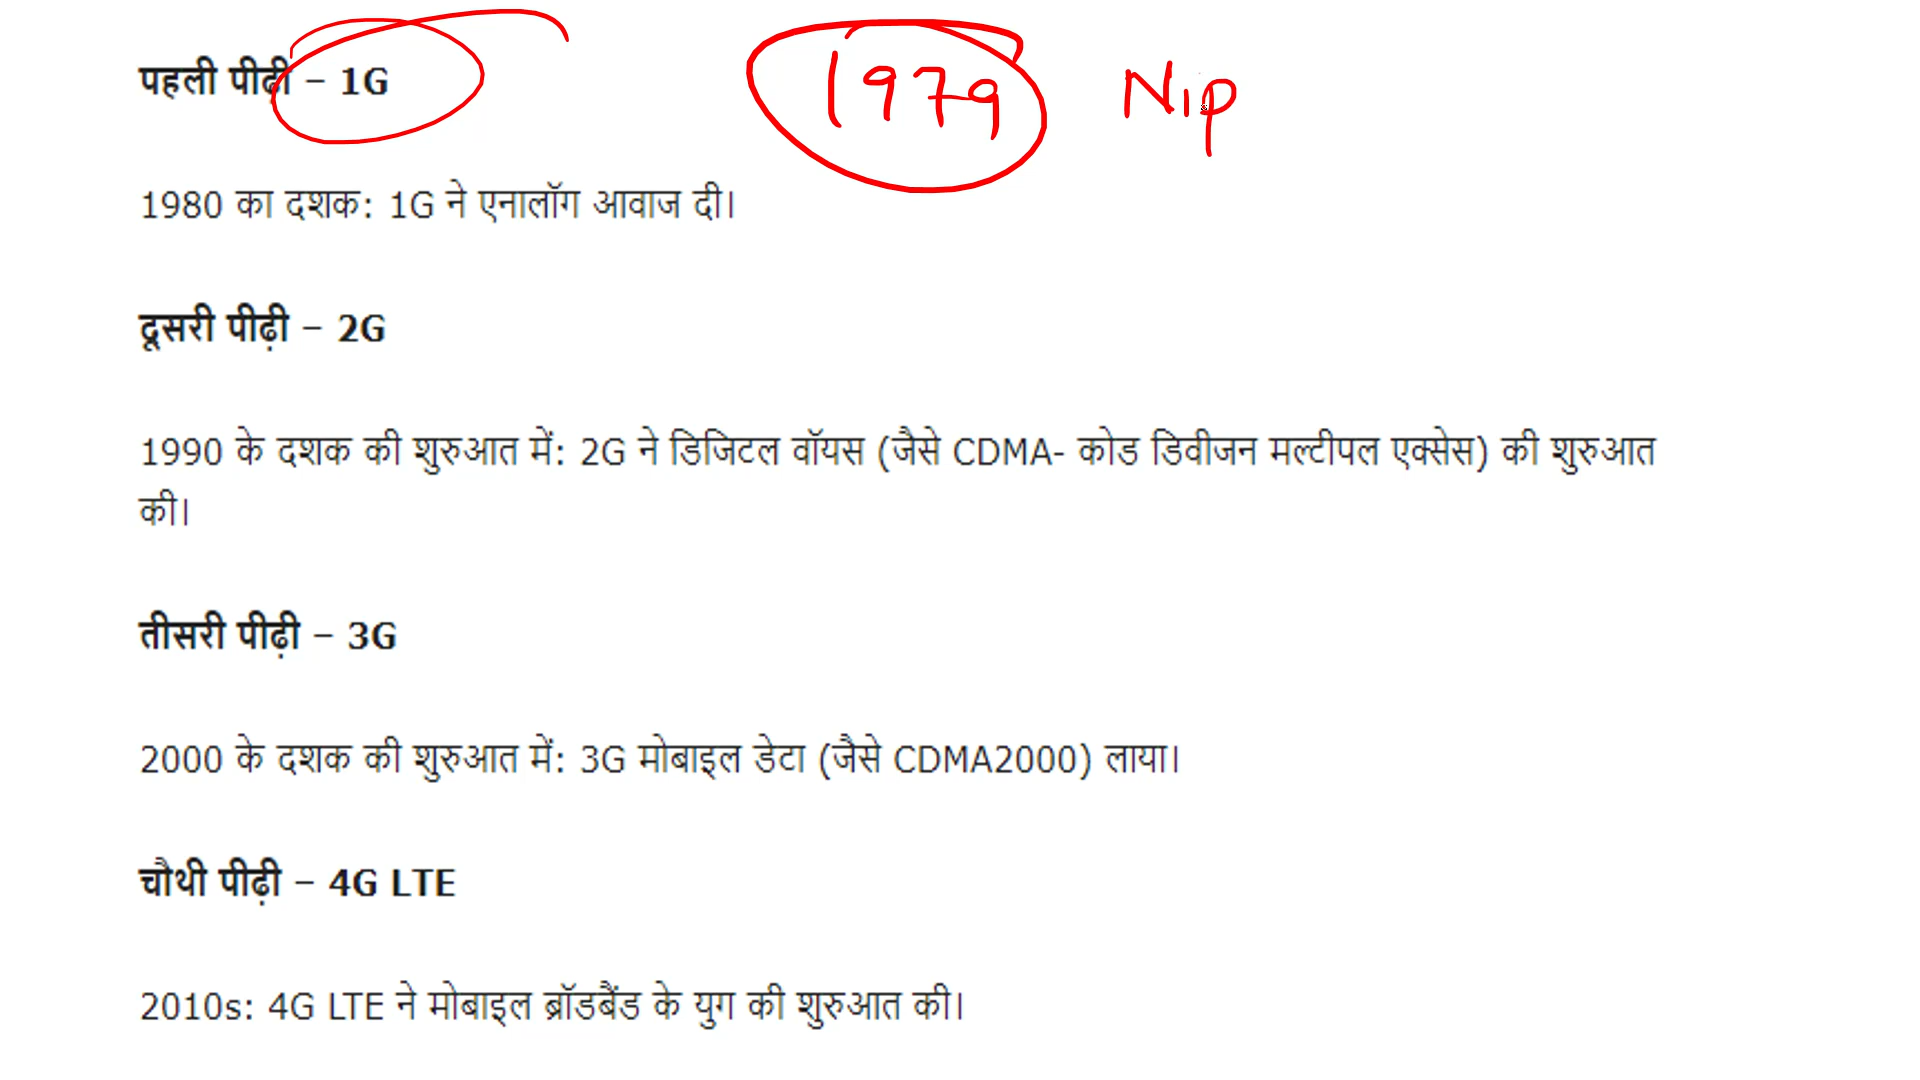 पहली पीढ़ी – 1G 1979 Nip
1980 का दशक: 1G ने एनालॉग आवाज दी।
दूसरी पीढ़ी – 2G
1990 के दशक की शुरुआत में: 2G ने डिजिटल वॉयस (जैसे CDMA- कोड डिवीजन मल्टीपल एक्सेस) की शुरुआत
की।
तीसरी पीढ़ी – 3G
2000 के दशक की शुरुआत में: 3G मोबाइल डेटा (जैसे CDMA2000) लाया।
चौथी पीढ़ी – 4G LTE
2010s: 4G LTE ने मोबाइल ब्रॉडबैंड के युग की शुरुआत की।